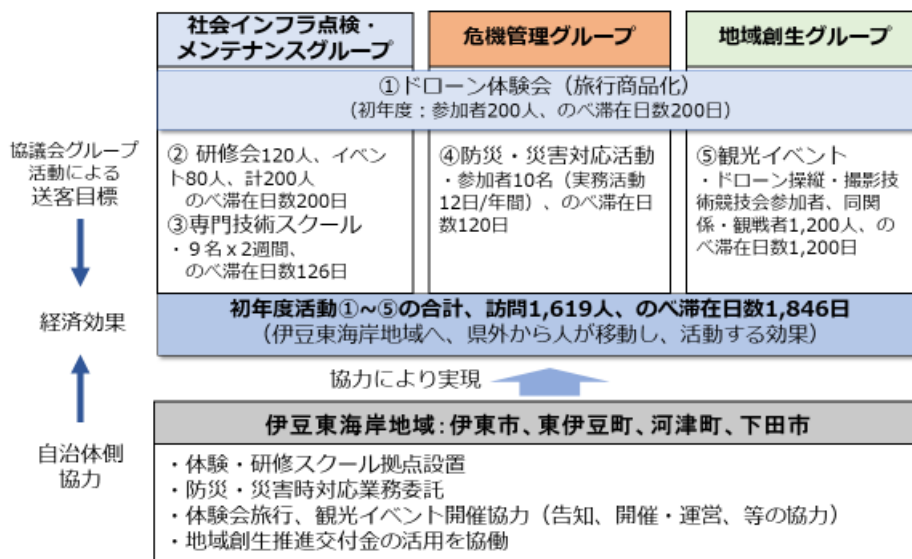 社会インフラ点検・
メンテナンスグループ
危機管理グループ
地域創生グループ
①ドローン体験会（旅行商品化）
（初年度：参加者200人、のべ滞在日数200日）
協議会グループ
活動による
送客目標
② 研修会120人、イベン
ト80人、計200人
のべ滞在日数200日
③専門技術スクール
・９名ｘ2週間、
のべ滞在日数126日
④防災・災害対応活動
・参加者10名（実務活動
12日/年間）、のべ滞在日
数120日
⑤観光イベント
・ドローン操縦・撮影技
術競技会参加者、同関
係・観戦者1,200人、の
べ滞在日数1,200日
経済効果
初年度活動①~⑤の合計、訪問1,619人、のべ滞在日数1,846日
（伊豆東海岸地域へ、県外から人が移動し、活動する効果）
協力により実現
自治体側
協力
伊豆東海岸地域：伊東市、東伊豆町、河津町、下田市
・体験・研修スクール拠点設置
・防災・災害時対応業務委託
・体験会旅行、観光イベント開催協力（告知、開催・運営、等の協力）
・地域創生推進交付金の活用を協働